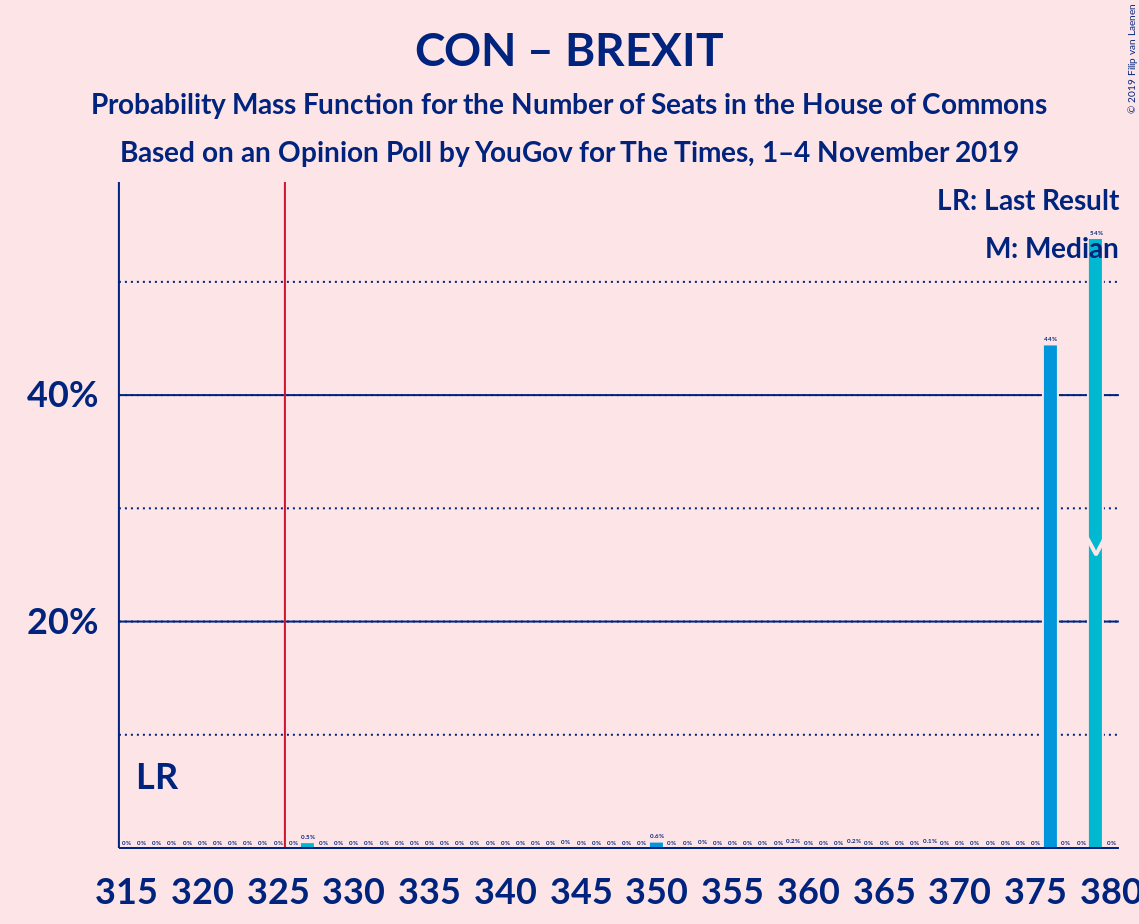 CON – BREXIT
Probability Mass Function for the Number of Seats in the House of Commons
Based on an Opinion Poll by YouGov for The Times, 1–4 November 2019
© 2019 Filip van Laenen
LR: Last Result
M: Median
54%
44%
40%
20%
M
LR
0% 0% 0% 0% 0% 0% 0% 0% 0% 0% 0% 0% 0.5% 0% 0% 0% 0% 0% 0% 0% 0% 0% 0% 0% 0% 0% 0% 0% 0% 0% 0% 0% 0% 0% 0% 0.6% 0% 0% 0% 0% 0% 0% 0% 0% 0.2% 0% 0% 0% 0.2% 0% 0% 0% 0% 0.1% 0% 0% 0% 0% 0% 0% 0% 0% 0% 0%
315 320 325 330 335 340 345 350 355 360 365 370 375 380